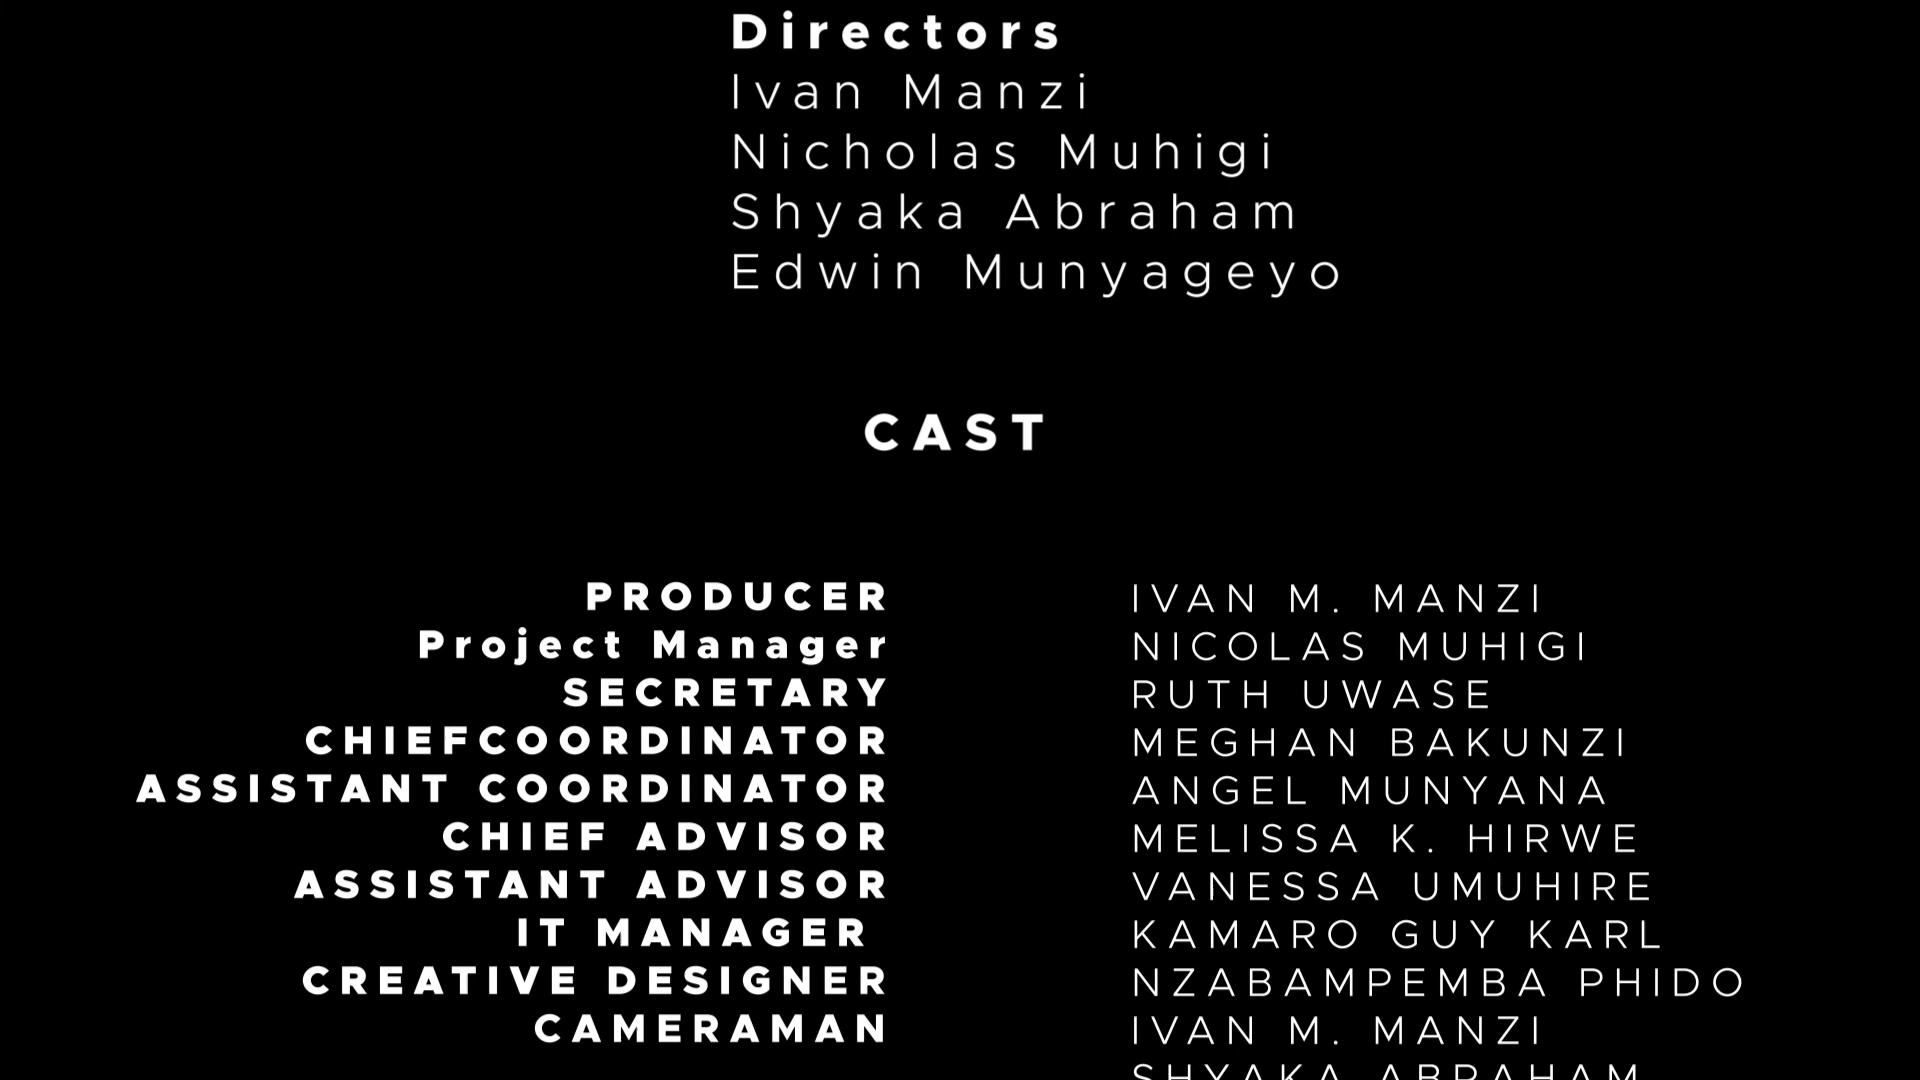 Directors
Ivan Manzi
Nicholas Muhigi
Shyaka Abraham
Edwin Munyageyo
CAST
PRODUCER IVAN M. MANZI
Project Manager NICOLAS MUHIGI
SECRETARY RUTH UWASE
CHIEFCOORDINATOR MEGHAN BAKUNZI
ASSISTANT COORDINATOR ANGEL MUNYANA
CHIEF ADVISOR MELISSA K. HIRWE
ASSISTANT ADVISOR VANESSA UMUHIRE
IT MANAGER KAMARO GUY KARL
CREATIVE DESIGNER NZABAMPEMBA PHIDO
CAMERAMAN IVAN M. MANZI
SHYAKA ABRAHAM